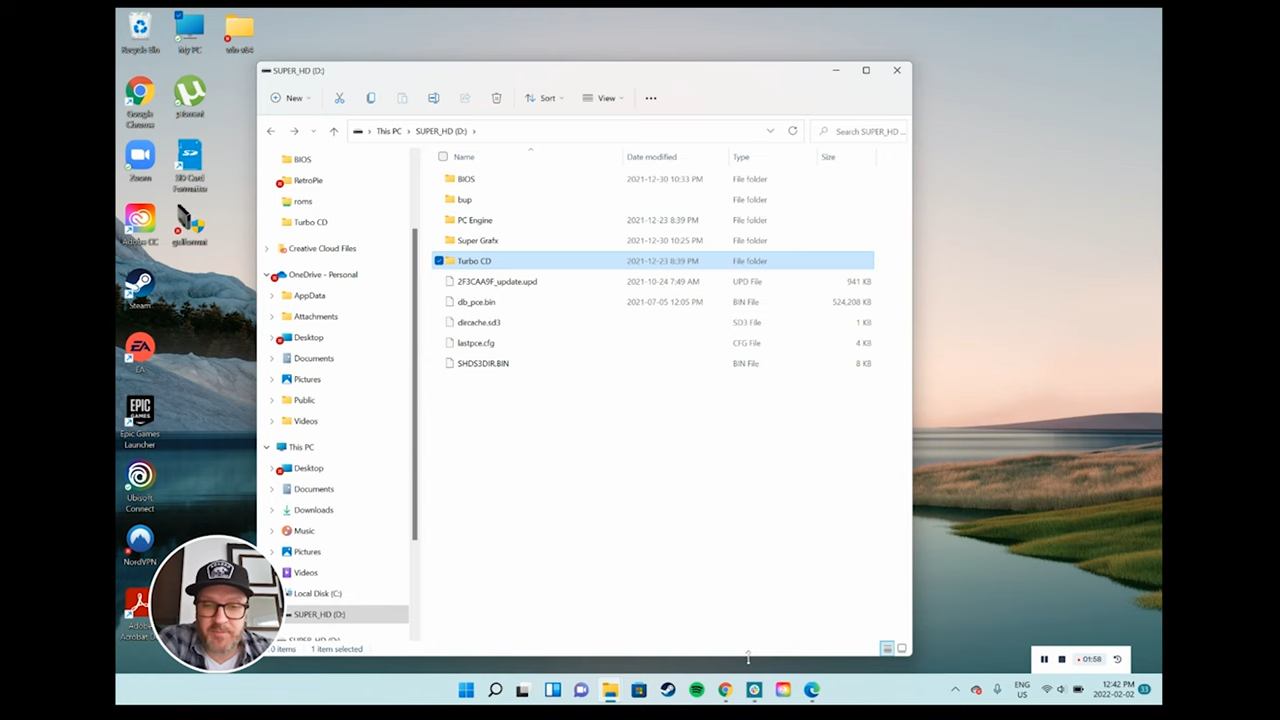 Recycle Bin
My PC
win x64
SUPER_HD (D:)
New
Sort
View
This PC
SUPER_HD (D:)
Search SUPER_HD ...
Google Chrome
µtorrent
BIOS
RetroPie
roms
Turbo CD
Creative Cloud Files
OneDrive - Personal
AppData
Attachments
Desktop
Documents
Pictures
Public
Videos
This PC
Desktop
Documents
Downloads
Music
Pictures
Videos
Local Disk (C:)
SUPER_HD (D:)
SUPER_HD (D:)
Name Date modified Type Size
BIOS 2021-12-30 10:33 PM File folder
bup File folder
PC Engine 2021-12-23 8:39 PM File folder
Super Grafx 2021-12-30 10:25 PM File folder
Turbo CD 2021-12-23 8:39 PM File folder
2F3CAA9F_update.upd 2021-10-24 7:49 AM UPD File 941 KB
db_pce.bin 2021-07-05 12:05 PM BIN File 524,208 KB
dircache.sd3 SD3 File 1 KB
lastpce.cfg CFG File 4 KB
SHDS3DIR.BIN BIN File 8 KB
Zoom
SD Card Formatter
Adobe CC
guiformat
Steam
EA
EA
EPIC GAMES
Epic Games Launcher
Ubisoft Connect
NordVPN
Adobe Acrobat D
0 items 1 item selected
01:58
ENG
US
12:42 PM
2022-02-02
33